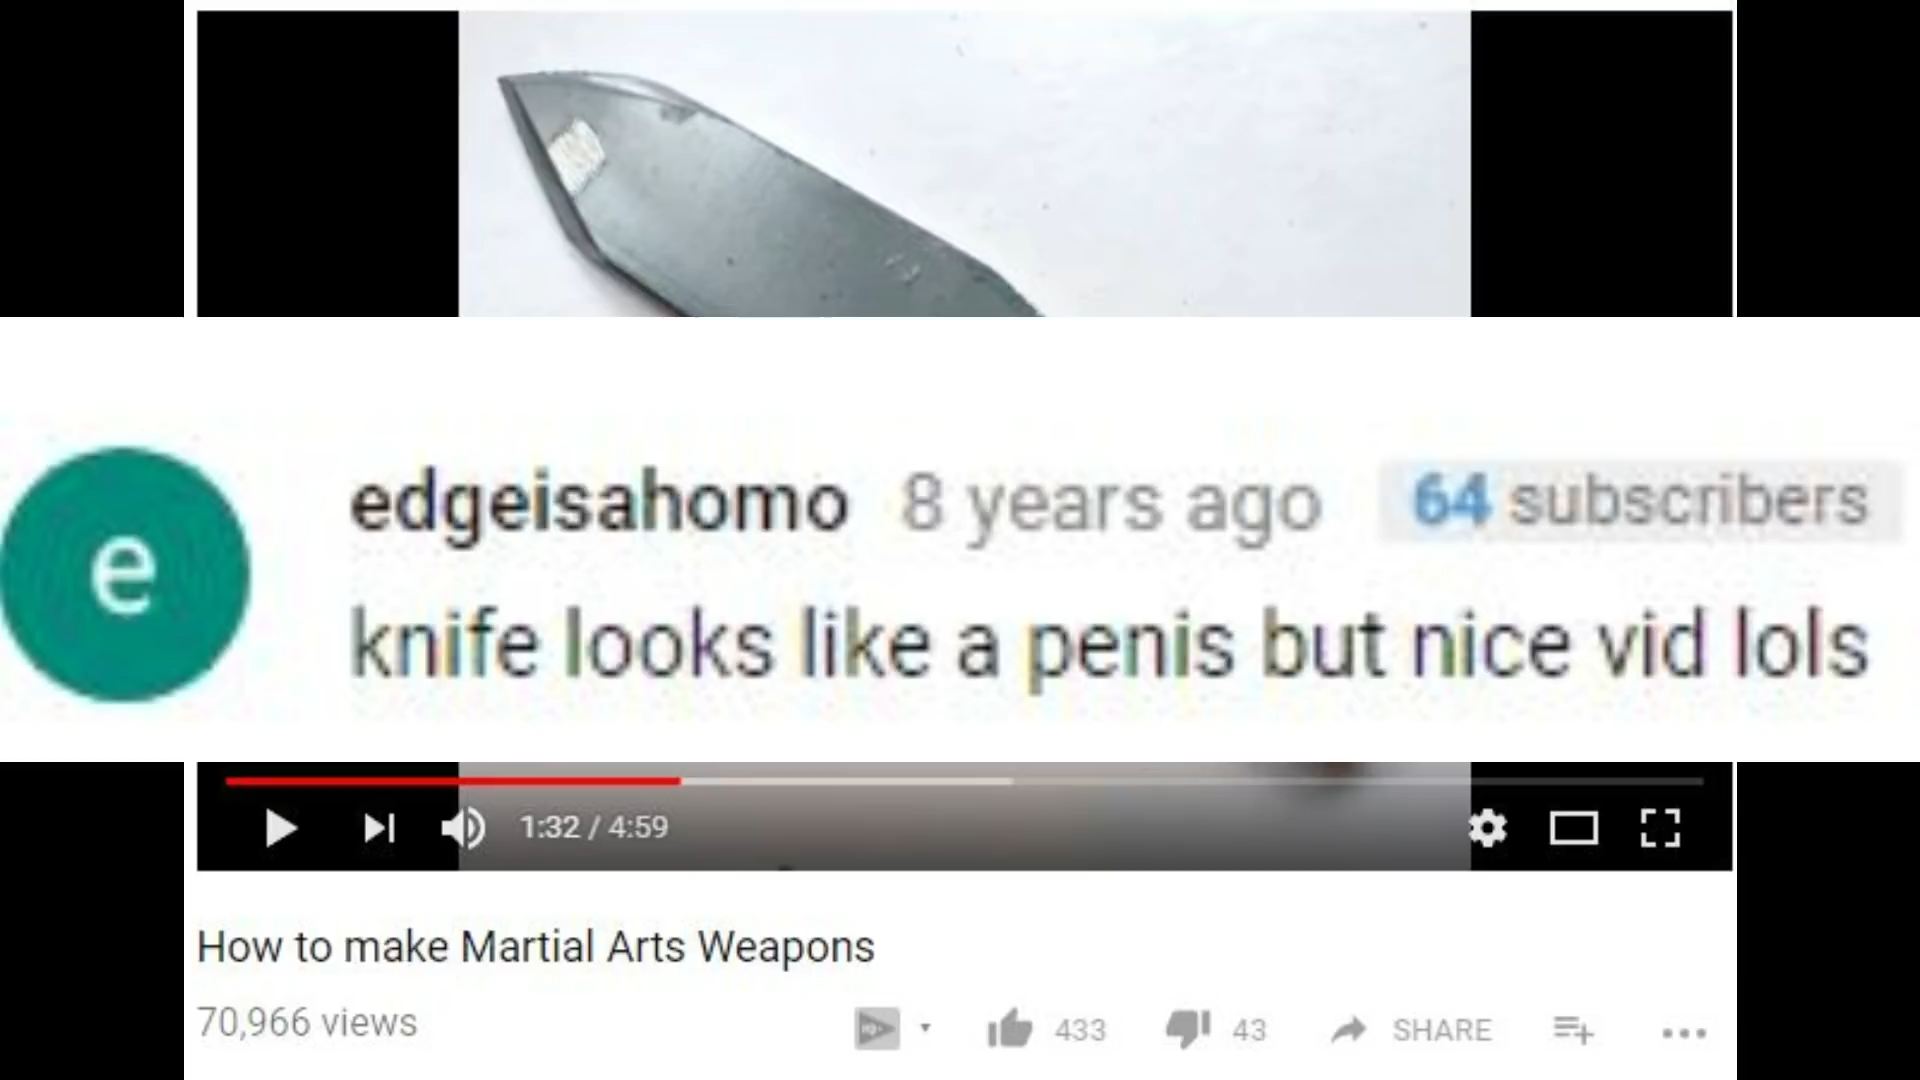 e
edgeisahomo 8 years ago 64 subscribers
knife looks like a penis but nice vid lols
1:32 / 4:59
How to make Martial Arts Weapons
70,966 views 433 43 SHARE